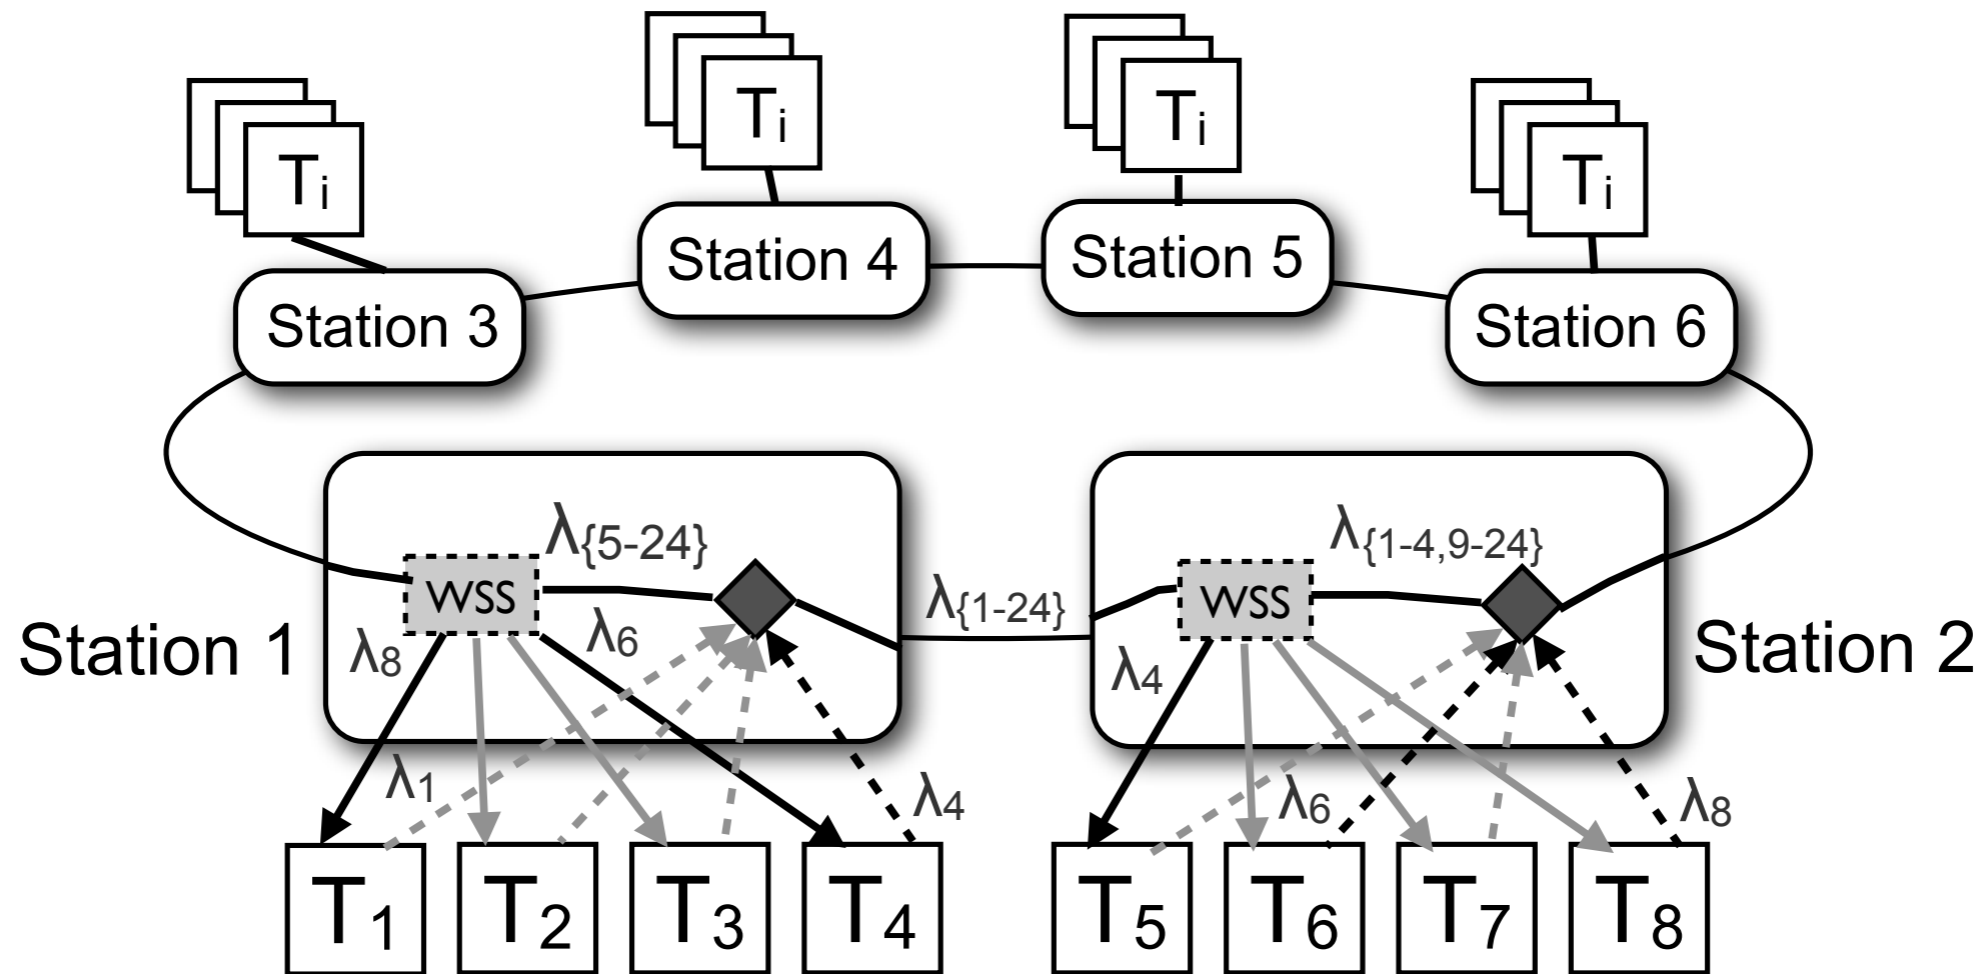 Tᵢ
Tᵢ
Tᵢ
Tᵢ
Station 3
Station 4
Station 5
Station 6
Station 1
WSS
λ{5-24}
λ8
λ6
λ1
λ4
λ{1-24}
Station 2
WSS
λ{1-4,9-24}
λ4
λ6
λ8
T1
T2
T3
T4
T5
T6
T7
T8